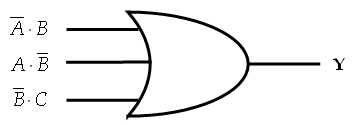 A̅ · B
A · B̅
B̅ · C
Y